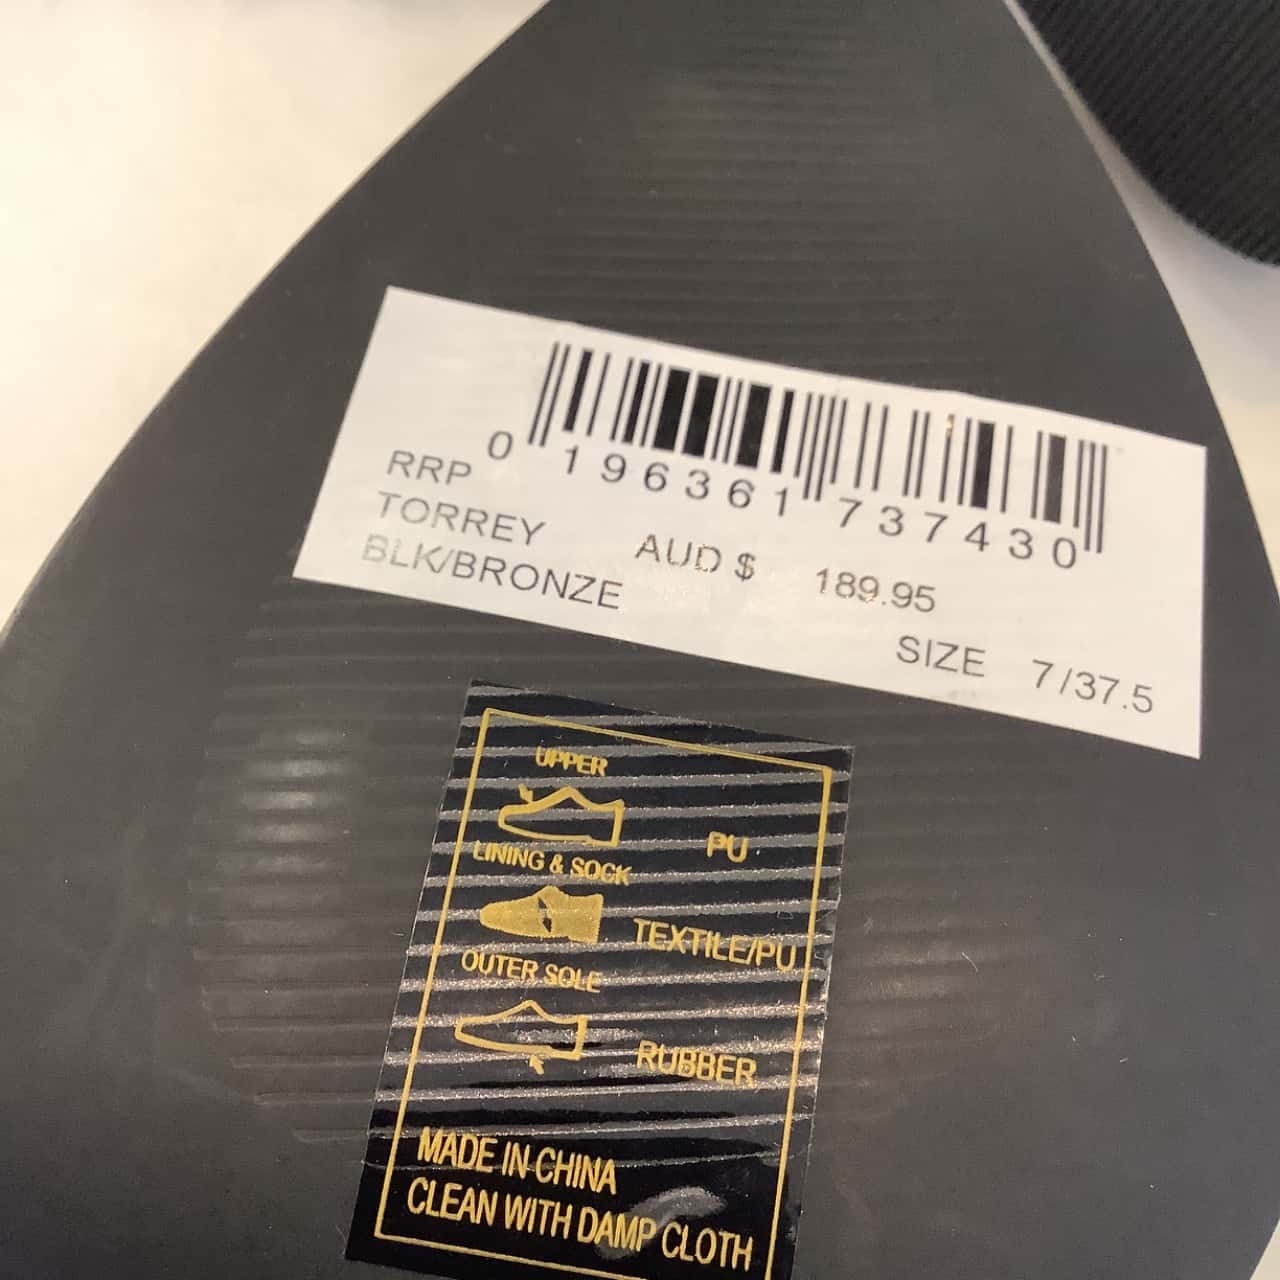 0 196361 737430
RRP
TORREY AUD $ 189.95
BLK/BRONZE
SIZE 7/37.5
UPPER
PU
LINING & SOCK
TEXTILE/PU
OUTER SOLE
RUBBER
MADE IN CHINA
CLEAN WITH DAMP CLOTH